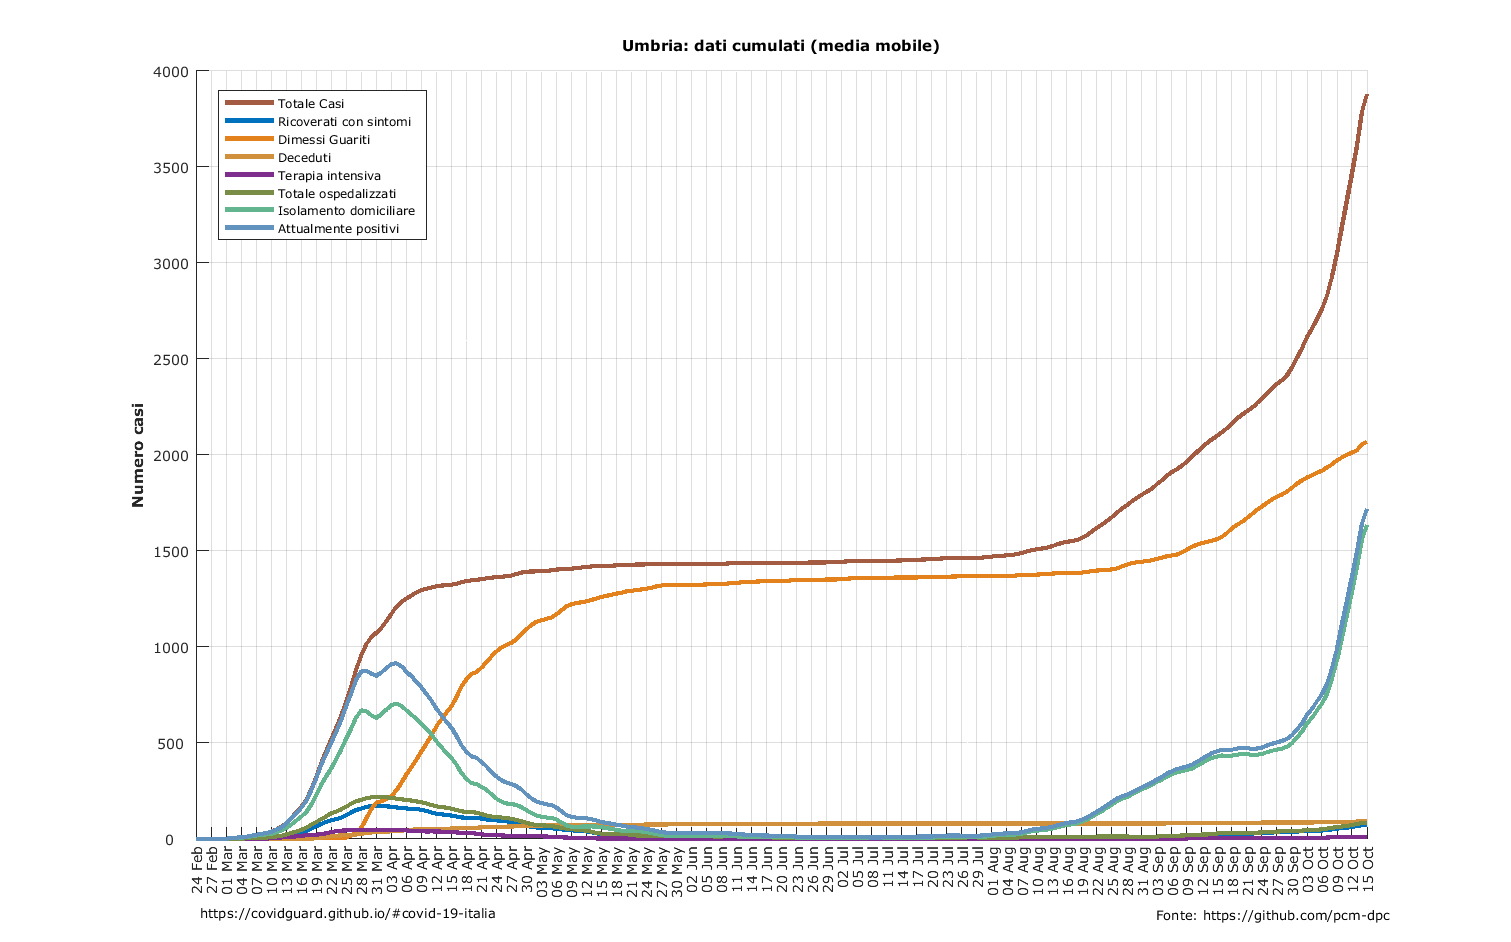 Umbria: dati cumulati (media mobile)
4000
3500
3000
2500
2000
1500
1000
500
0
Numero casi
Totale Casi
Ricoverati con sintomi
Dimessi Guariti
Deceduti
Terapia intensiva
Totale ospedalizzati
Isolamento domiciliare
Attualmente positivi
24 Feb
27 Feb
01 Mar
04 Mar
07 Mar
10 Mar
13 Mar
16 Mar
19 Mar
22 Mar
25 Mar
28 Mar
31 Mar
03 Apr
06 Apr
09 Apr
12 Apr
15 Apr
18 Apr
21 Apr
24 Apr
27 Apr
30 Apr
03 May
06 May
09 May
12 May
15 May
18 May
21 May
24 May
27 May
30 May
02 Jun
05 Jun
08 Jun
11 Jun
14 Jun
17 Jun
20 Jun
23 Jun
26 Jun
29 Jun
02 Jul
05 Jul
08 Jul
11 Jul
14 Jul
17 Jul
20 Jul
23 Jul
26 Jul
29 Jul
01 Aug
04 Aug
07 Aug
10 Aug
13 Aug
16 Aug
19 Aug
22 Aug
25 Aug
28 Aug
31 Aug
03 Sep
06 Sep
09 Sep
12 Sep
15 Sep
18 Sep
21 Sep
24 Sep
27 Sep
30 Sep
03 Oct
06 Oct
09 Oct
12 Oct
15 Oct
https://covidguard.github.io/#covid-19-italia
Fonte: https://github.com/pcm-dpc